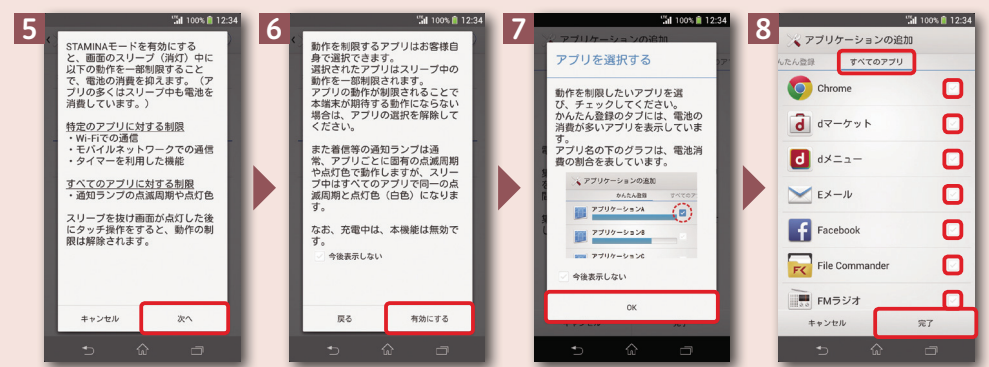 5
100% 12:34
STAMINAモードを有効にする
と、画面のスリープ（消灯）中に
以下の動作を一部制限すること
で、電池の消費を抑えます。（ア
プリの多くはスリープ中も電池を
消費しています。）
特定のアプリに対する制限
・Wi-Fiでの通信
・モバイルネットワークでの通信
・タイマーを利用した機能
すべてのアプリに対する制限
・通知ランプの点滅周期や点灯色
スリープを抜け画面が点灯した後
にタッチ操作をすると、動作の制
限は解除されます。
キャンセル
次へ
6
100% 12:34
動作を制限するアプリはお客様自
身で選択できます。
選択されたアプリはスリープ中の
動作を一部制限されます。
アプリの動作が制限されることで
本端末が期待する動作にならない
場合は、アプリの選択を解除して
ください。
また着信等の通知ランプは通
常、アプリごとに固有の点滅周期
や点灯色で動作しますが、スリー
プ中はすべてのアプリで同一の点
滅周期と点灯色（白色）になりま
す。
なお、充電中は、本機能は無効で
す。
今後表示しない
戻る
有効にする
7
100% 12:34
アプリケーションの追加
アプリを選択する
動作を制限したいアプリを選
び、チェックしてください。
かんたん登録のタブには、電池の
消費が多いアプリを表示していま
す。
アプリ名の下のグラフは、電池消
費の割合を表しています。
アプリケーションの追加
かんたん登録
すべてのア
アプリケーションA
アプリケーションB
アプリケーションC
今後表示しない
OK
キャンセル
完了
8
100% 12:34
アプリケーションの追加
んたん登録
すべてのアプリ
Chrome
dマーケット
dメニュー
Eメール
Facebook
File Commander
FMラジオ
キャンセル
完了